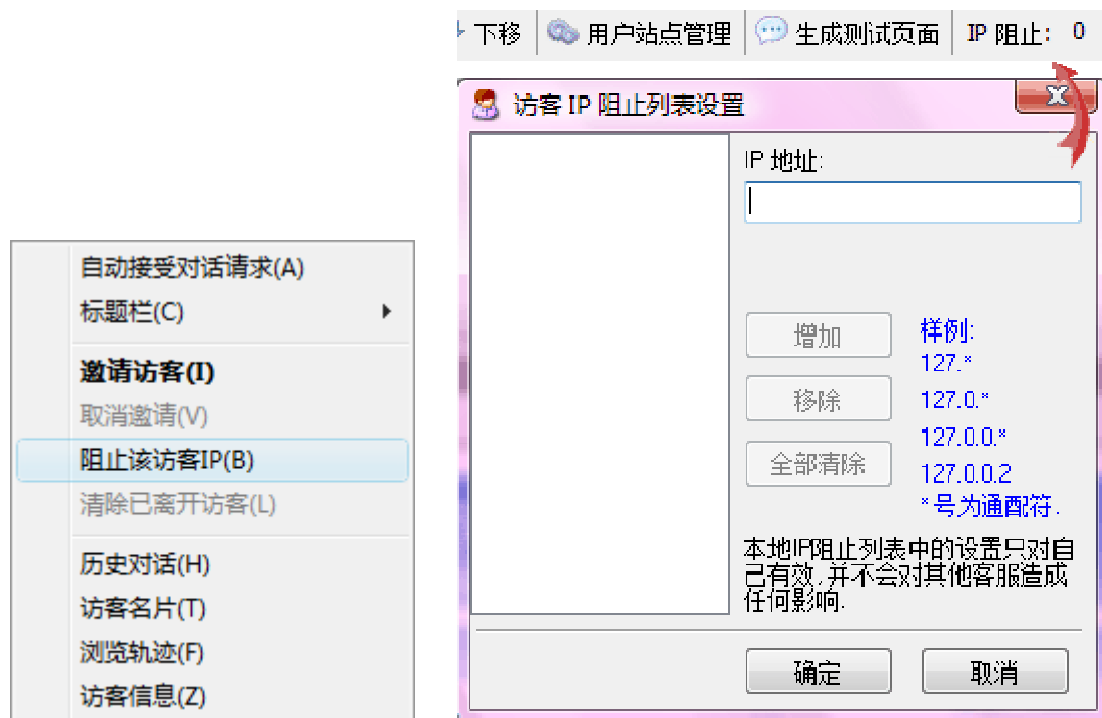 下移
用户站点管理
生成测试页面
IP 阻止: 0
访客 IP 阻止列表设置
IP 地址:
增加
移除
全部清除
样例:
127.*
127.0.*
127.0.0.*
127.0.0.2
*号为通配符.
本地IP阻止列表中的设置只对自
己有效,并不会对其他客服造成
任何影响.
确定
取消
自动接受对话请求(A)
标题栏(C)
邀请访客(I)
取消邀请(V)
阻止该访客IP(B)
清除已离开访客(L)
历史对话(H)
访客名片(T)
浏览轨迹(F)
访客信息(Z)